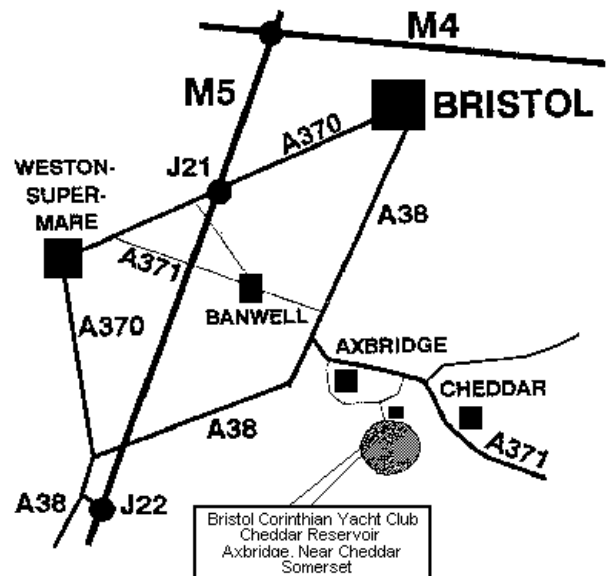 M4
M5
BRISTOL
A370
J21
WESTON-
SUPER-
MARE
A38
A371
A370
BANWELL
AXBRIDGE
CHEDDAR
A38
A371
A38
J22
Bristol Corinthian Yacht Club
Cheddar Reservoir
Axbridge, Near Cheddar
Somerset